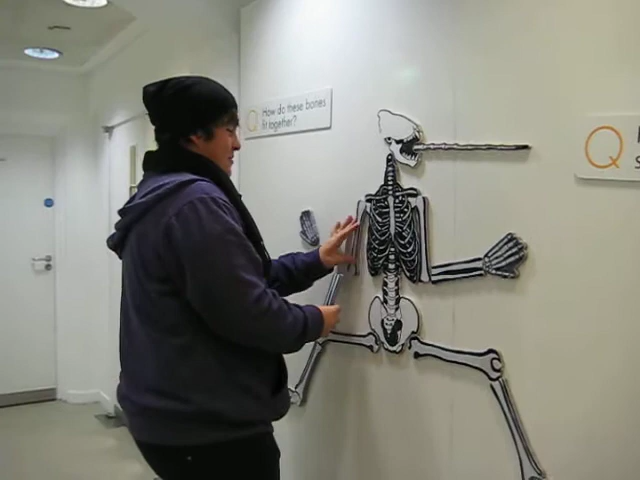 Q How do these bones
fit together?
Q